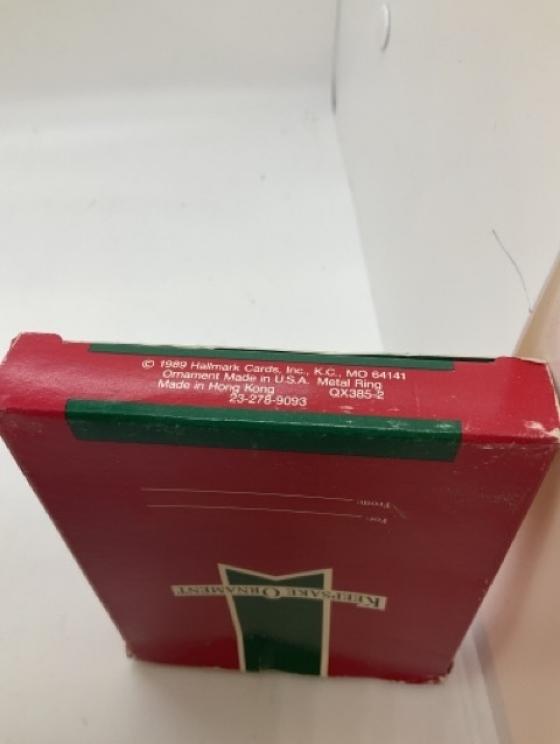 © 1989 Hallmark Cards, Inc., K.C., MO 64141
Ornament Made in U.S.A. Metal Ring
Made in Hong Kong QX385-2
23-278-9093
From:
For:
KEEPSAKE ORNAMENT